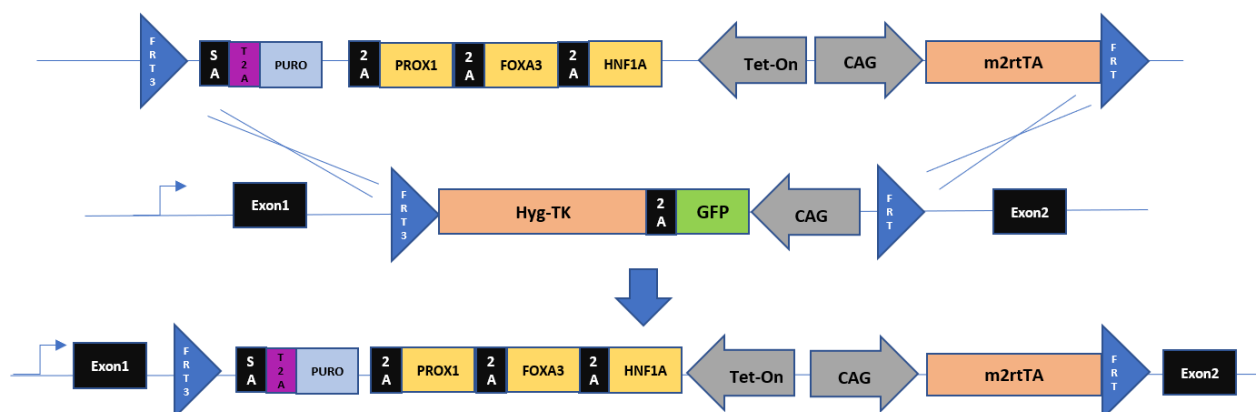 FRT3 SA T2A PURO 2A PROX1 2A FOXA3 2A HNF1A Tet-On CAG m2rtTA FRT
Exon1 FRT3 Hyg-TK 2A GFP CAG FRT Exon2
Exon1 FRT3 SA T2A PURO 2A PROX1 2A FOXA3 2A HNF1A Tet-On CAG m2rtTA FRT Exon2